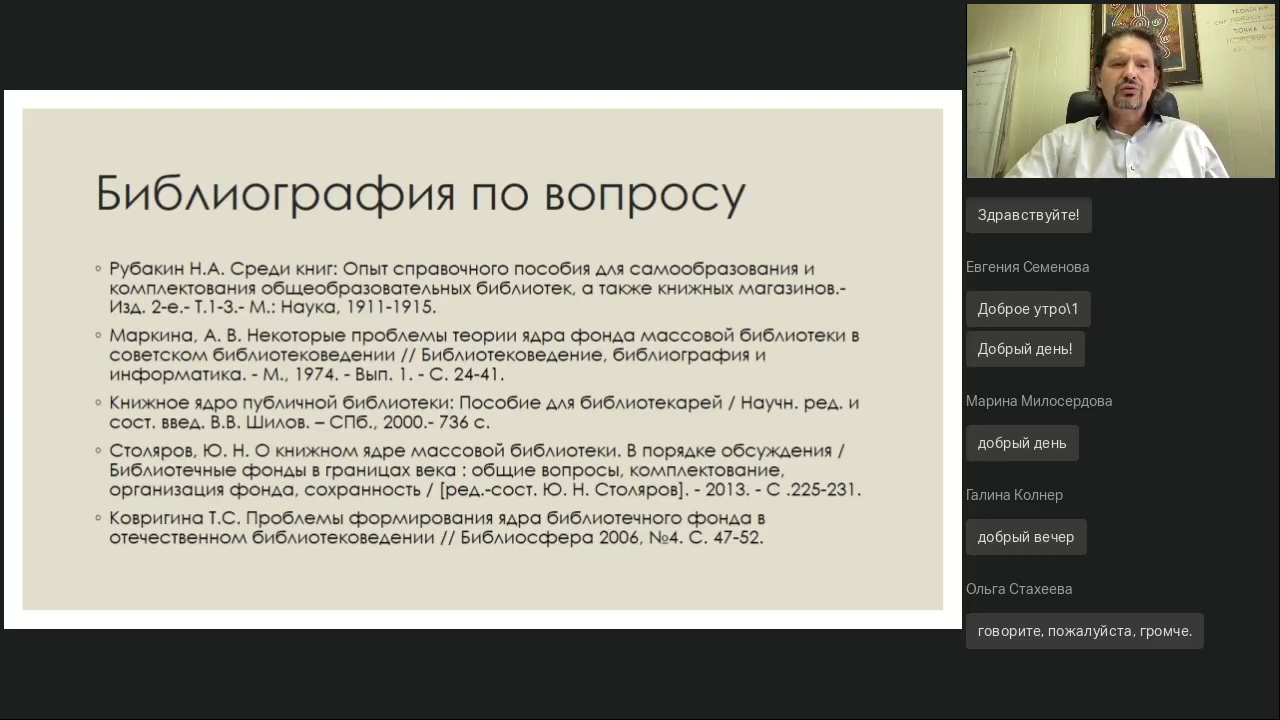 Библиография по вопросу
◦ Рубакин Н.А. Среди книг: Опыт справочного пособия для самообразования и
комплектования общеобразовательных библиотек, а также книжных магазинов.-
Изд. 2-е.- Т.1-3.- М.: Наука, 1911-1915.
◦ Маркина, А. В. Некоторые проблемы теории ядра фонда массовой библиотеки в
советском библиотековедении // Библиотековедение, библиография и
информатика. - М., 1974. - Вып. 1. - С. 24-41.
◦ Книжное ядро публичной библиотеки: Пособие для библиотекарей / Научн. ред. и
сост. введ. В.В. Шилов. – СПб., 2000.- 736 с.
◦ Столяров, Ю. Н. О книжном ядре массовой библиотеки. В порядке обсуждения /
Библиотечные фонды в границах века : общие вопросы, комплектование,
организация фонда, сохранность / [ред.-сост. Ю. Н. Столяров]. - 2013. - С .225-231.
◦ Ковригина Т.С. Проблемы формирования ядра библиотечного фонда в
отечественном библиотековедении // Библиосфера 2006, №4. С. 47-52.
ТОЧКА
Здравствуйте!
Евгения Семенова
Доброе утро\1
Добрый день!
Марина Милосердова
добрый день
Галина Колнер
добрый вечер
Ольга Стахеева
говорите, пожалуйста, громче.